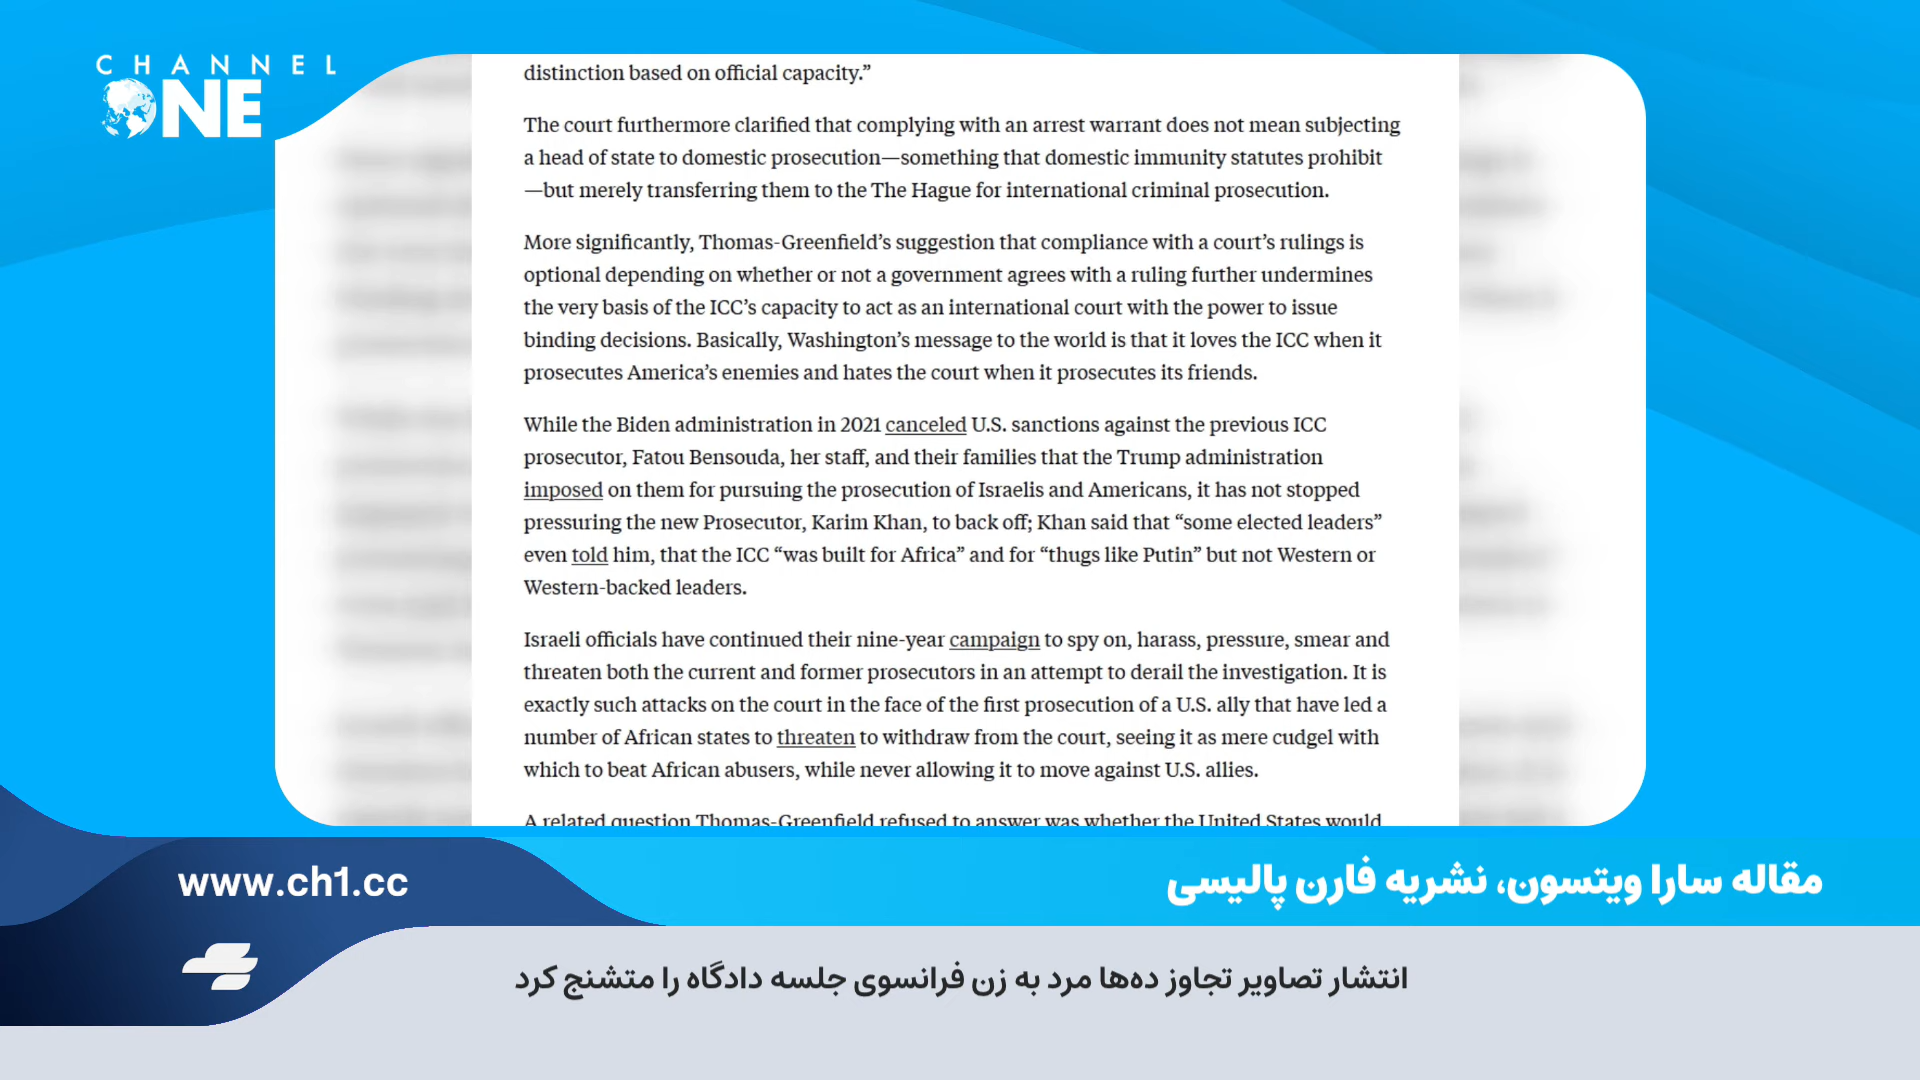 CHANNEL
ONE
distinction based on official capacity.”
The court furthermore clarified that complying with an arrest warrant does not mean subjecting
a head of state to domestic prosecution—something that domestic immunity statutes prohibit
—but merely transferring them to the The Hague for international criminal prosecution.
More significantly, Thomas-Greenfield’s suggestion that compliance with a court’s rulings is
optional depending on whether or not a government agrees with a ruling further undermines
the very basis of the ICC’s capacity to act as an international court with the power to issue
binding decisions. Basically, Washington’s message to the world is that it loves the ICC when it
prosecutes America’s enemies and hates the court when it prosecutes its friends.
While the Biden administration in 2021 canceled U.S. sanctions against the previous ICC
prosecutor, Fatou Bensouda, her staff, and their families that the Trump administration
imposed on them for pursuing the prosecution of Israelis and Americans, it has not stopped
pressuring the new Prosecutor, Karim Khan, to back off; Khan said that “some elected leaders”
even told him, that the ICC “was built for Africa” and for “thugs like Putin” but not Western or
Western-backed leaders.
Israeli officials have continued their nine-year campaign to spy on, harass, pressure, smear and
threaten both the current and former prosecutors in an attempt to derail the investigation. It is
exactly such attacks on the court in the face of the first prosecution of a U.S. ally that have led a
number of African states to threaten to withdraw from the court, seeing it as mere cudgel with
which to beat African abusers, while never allowing it to move against U.S. allies.
A related question Thomas-Greenfield refused to answer was whether the United States would
www.ch1.cc
مقاله سارا ویتسون، نشریه فارن پالیسی
انتشار تصاویر تجاوز ده‌ها مرد به زن فرانسوی جلسه دادگاه را متشنج کرد